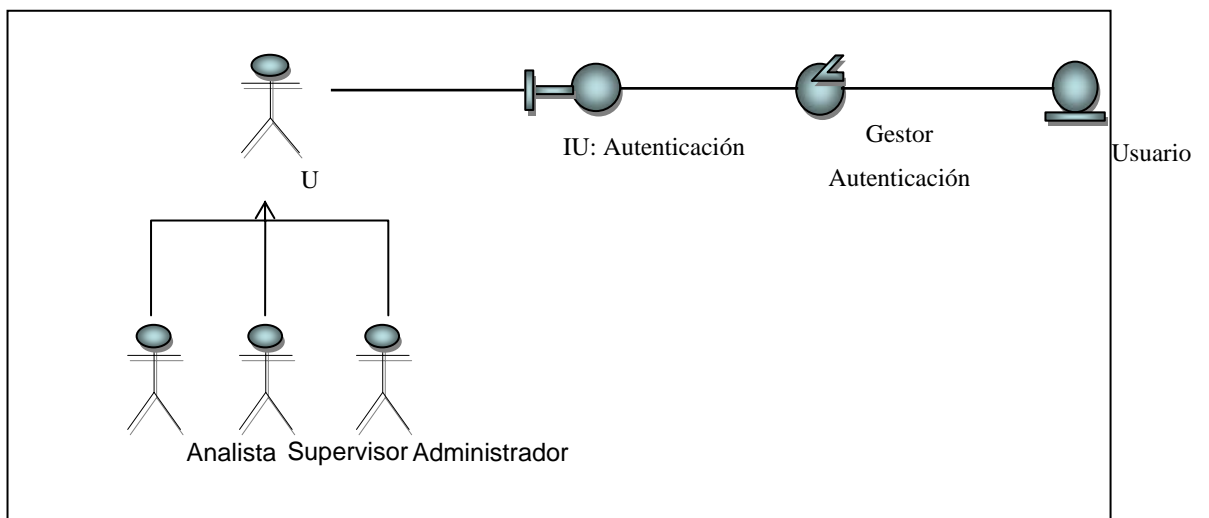 IU: Autenticación
Gestor
Autenticación
Usuario
U
Analista Supervisor Administrador